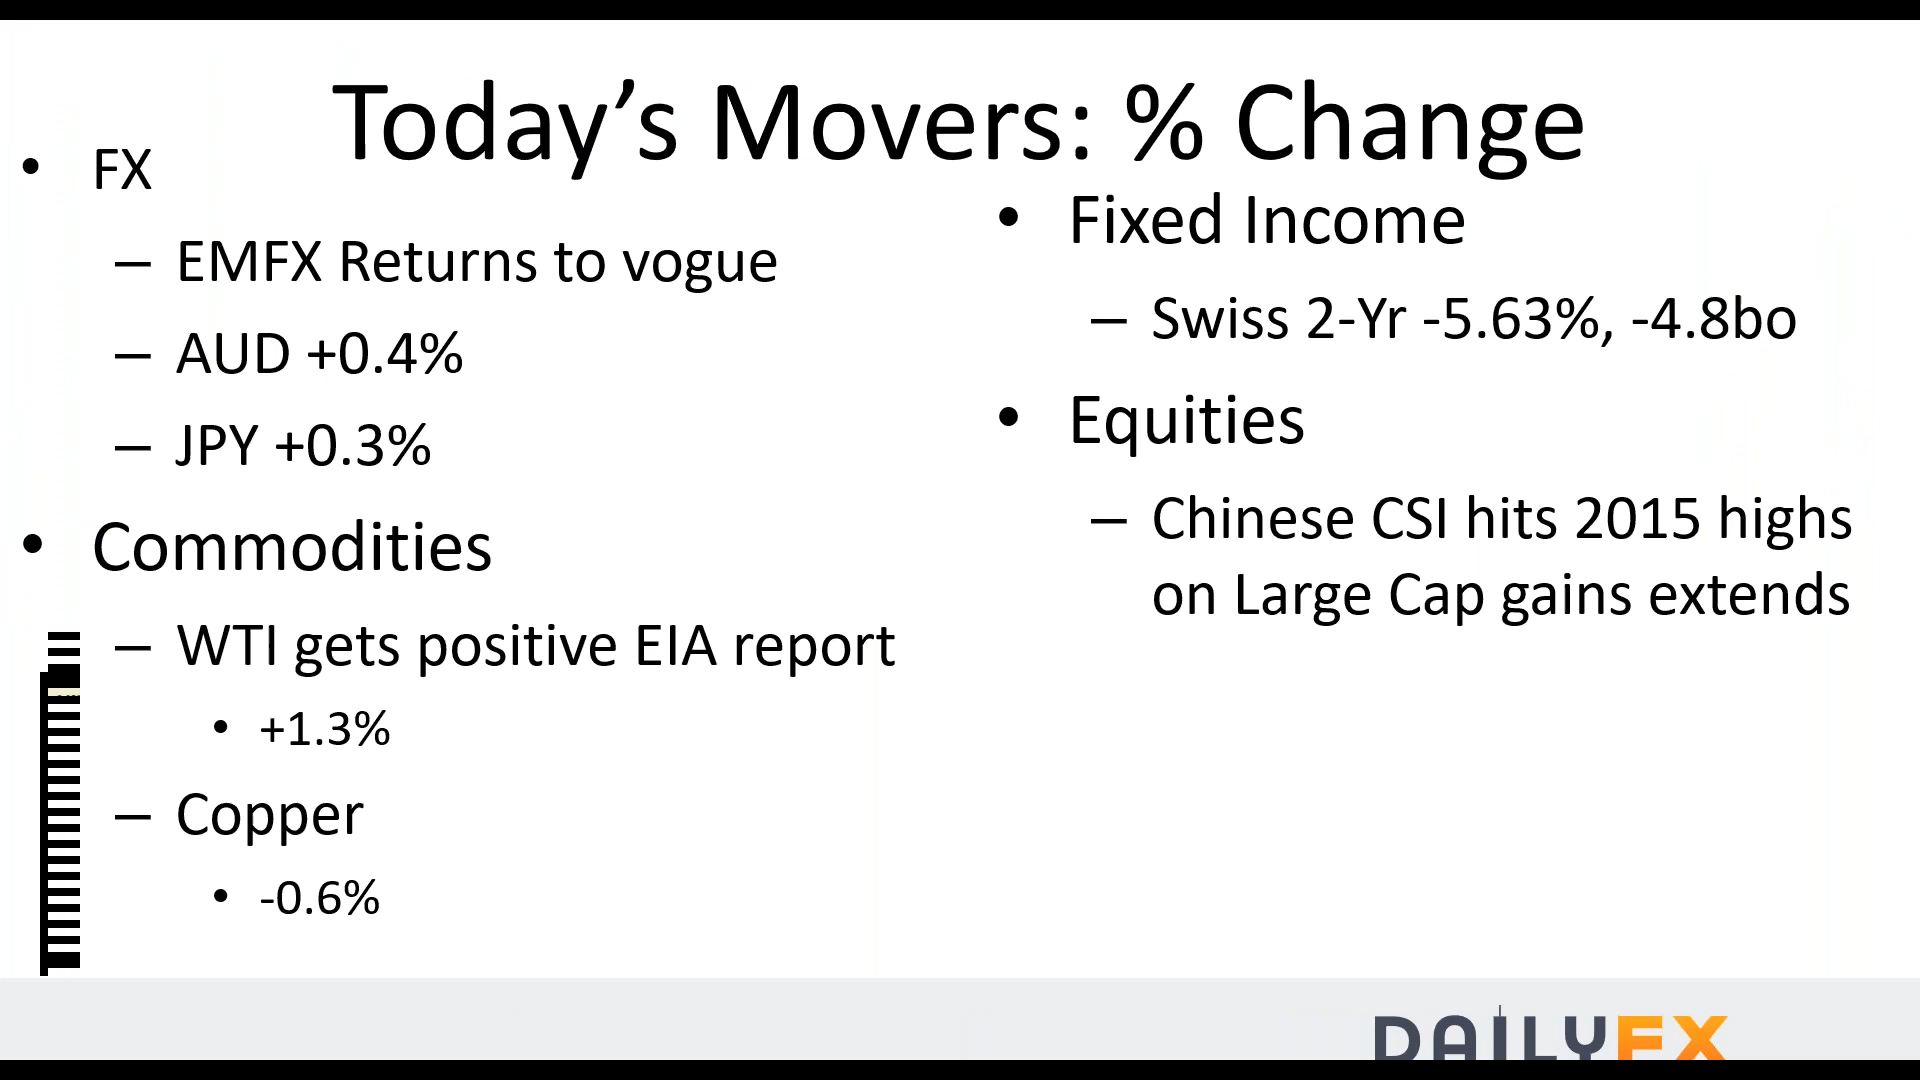 Today’s Movers: % Change
• FX
– EMFX Returns to vogue
– AUD +0.4%
– JPY +0.3%
• Commodities
– WTI gets positive EIA report
• +1.3%
– Copper
• -0.6%
• Fixed Income
– Swiss 2-Yr -5.63%, -4.8bo
• Equities
– Chinese CSI hits 2015 highs
on Large Cap gains extends
DAILYFX